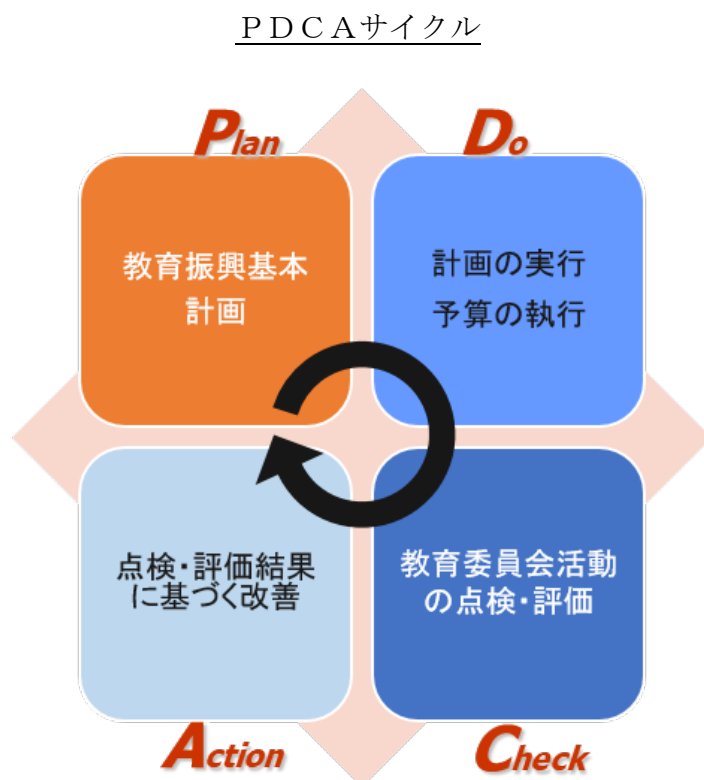 ＰＤＣＡサイクル
Plan
Do
教育振興基本
計画
計画の実行
予算の執行
点検・評価結果
に基づく改善
教育委員会活動
の点検・評価
Action
Check